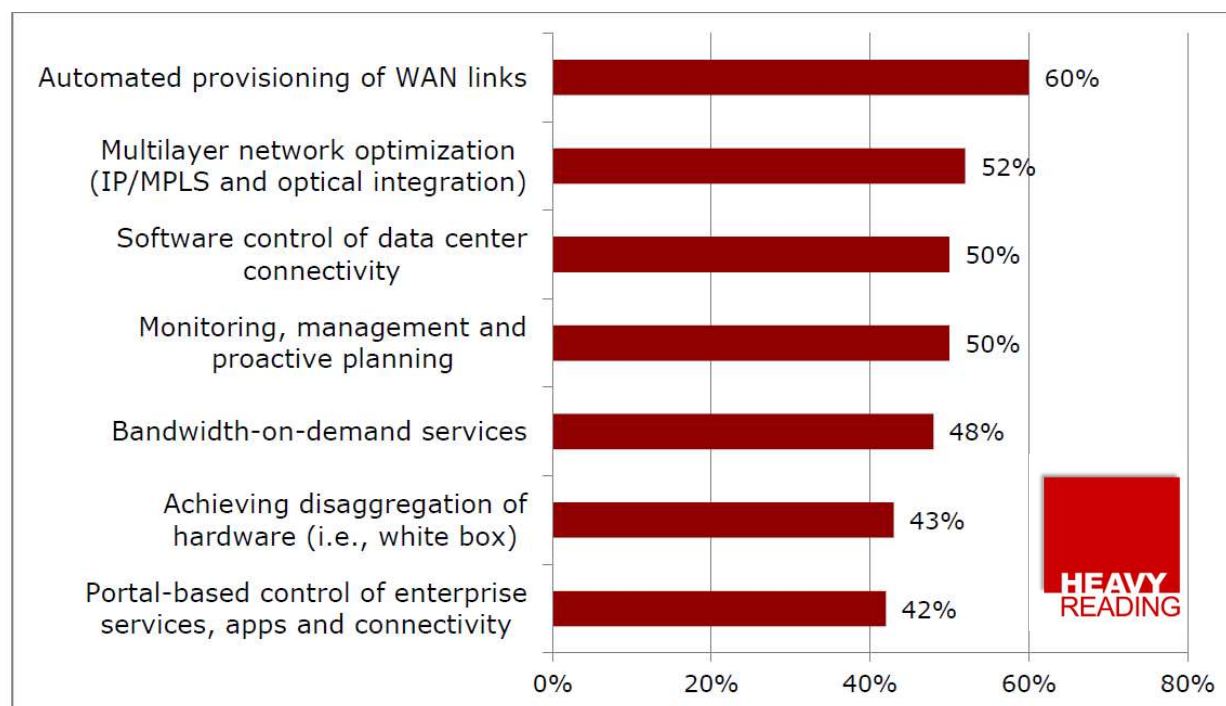 Automated provisioning of WAN links
60%
Multilayer network optimization
(IP/MPLS and optical integration)
52%
Software control of data center
connectivity
50%
Monitoring, management and
proactive planning
50%
Bandwidth-on-demand services
48%
Achieving disaggregation of
hardware (i.e., white box)
43%
Portal-based control of enterprise
services, apps and connectivity
42%
HEAVY
READING
0% 20% 40% 60% 80%